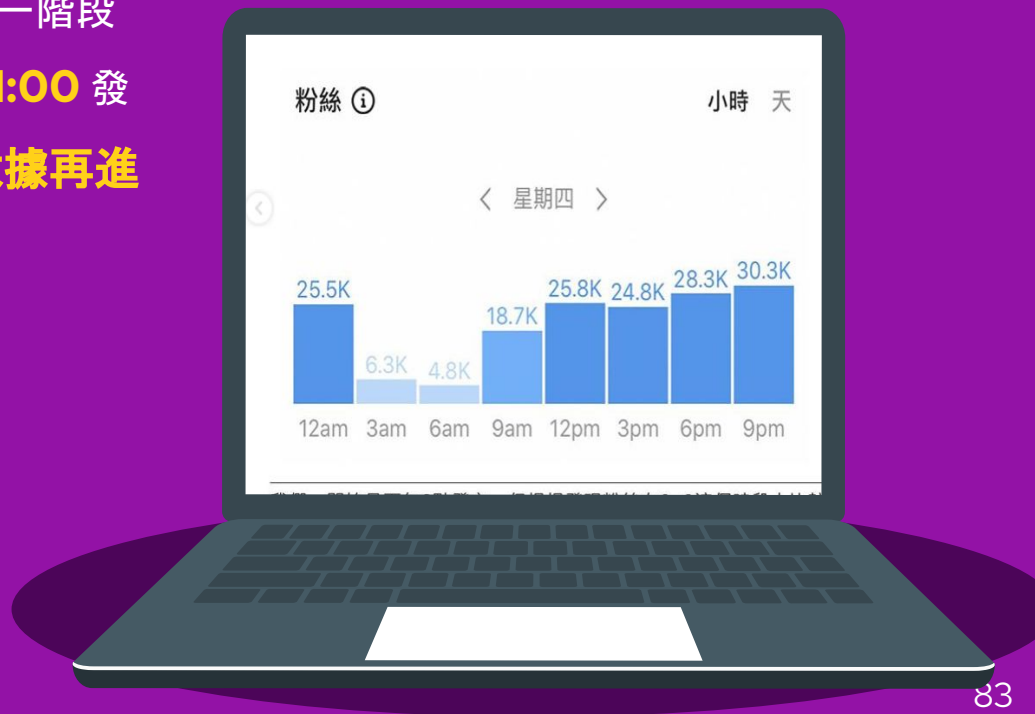 一階段
:00 發
據再進
粉絲 ⓘ
小時 天
< 星期四 >
25.5K 6.3K 4.8K 18.7K 25.8K 24.8K 28.3K 30.3K
12am 3am 6am 9am 12pm 3pm 6pm 9pm
83